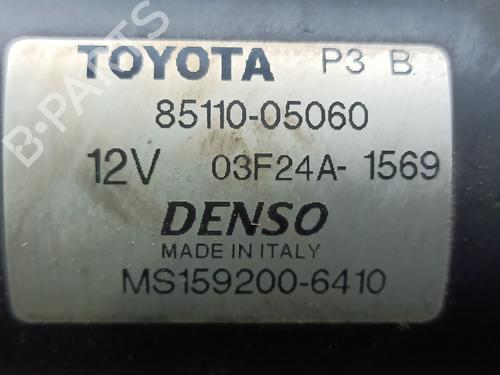 TOYOTA P3 B.
85110-05060
12V 03F24A- 1569
DENSO
MADE IN ITALY
MS159200-6410
B-PARTS